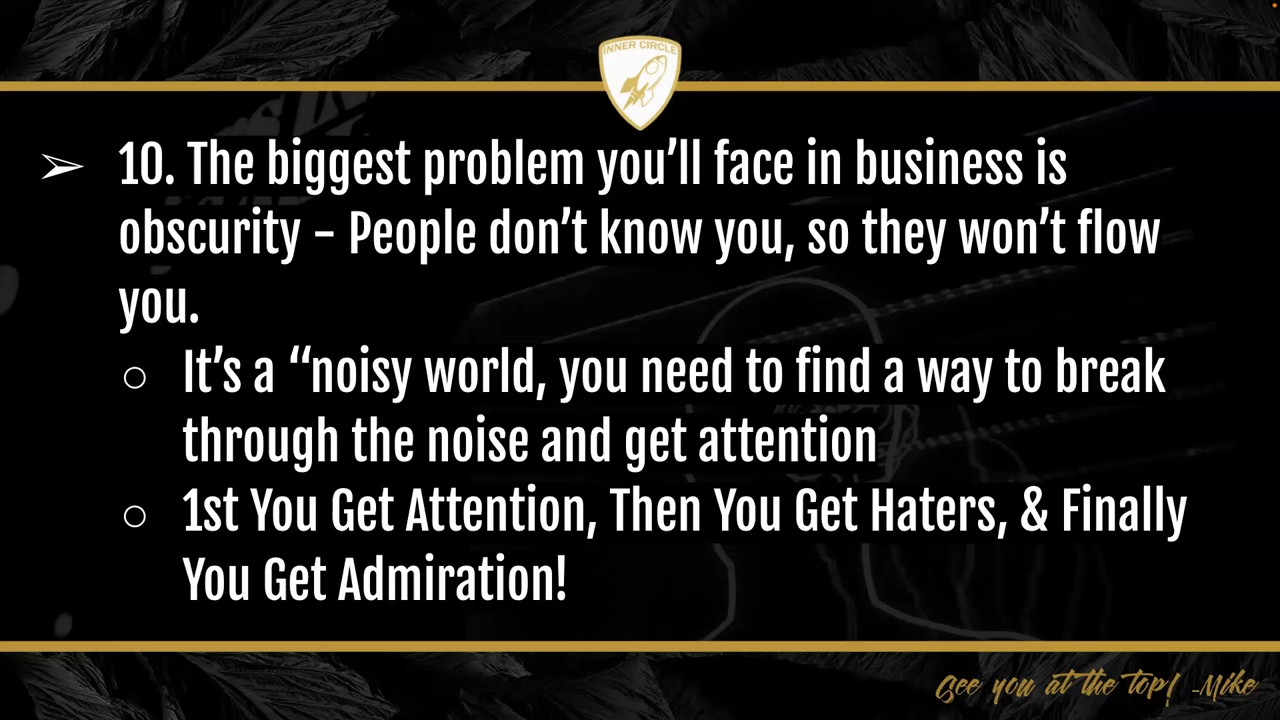 INNER CIRCLE
➢ 10. The biggest problem you’ll face in business is
obscurity – People don’t know you, so they won’t flow
you.
○ It’s a “noisy world, you need to find a way to break
through the noise and get attention
○ 1st You Get Attention, Then You Get Haters, & Finally
You Get Admiration!
See you at the top! -Mike